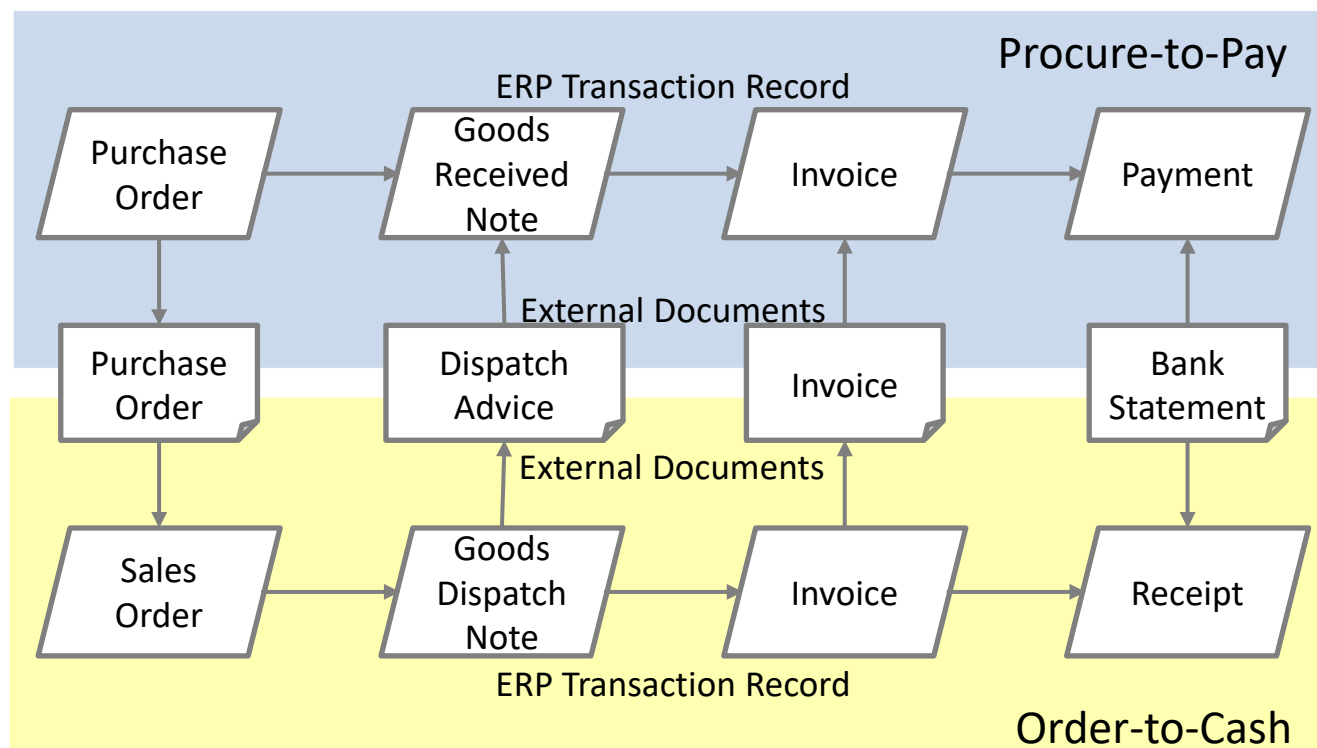 Procure-to-Pay
ERP Transaction Record
Purchase
Order
Goods
Received
Note
Invoice
Payment
External Documents
Purchase
Order
Dispatch
Advice
Invoice
Bank
Statement
External Documents
Sales
Order
Goods
Dispatch
Note
Invoice
Receipt
ERP Transaction Record
Order-to-Cash